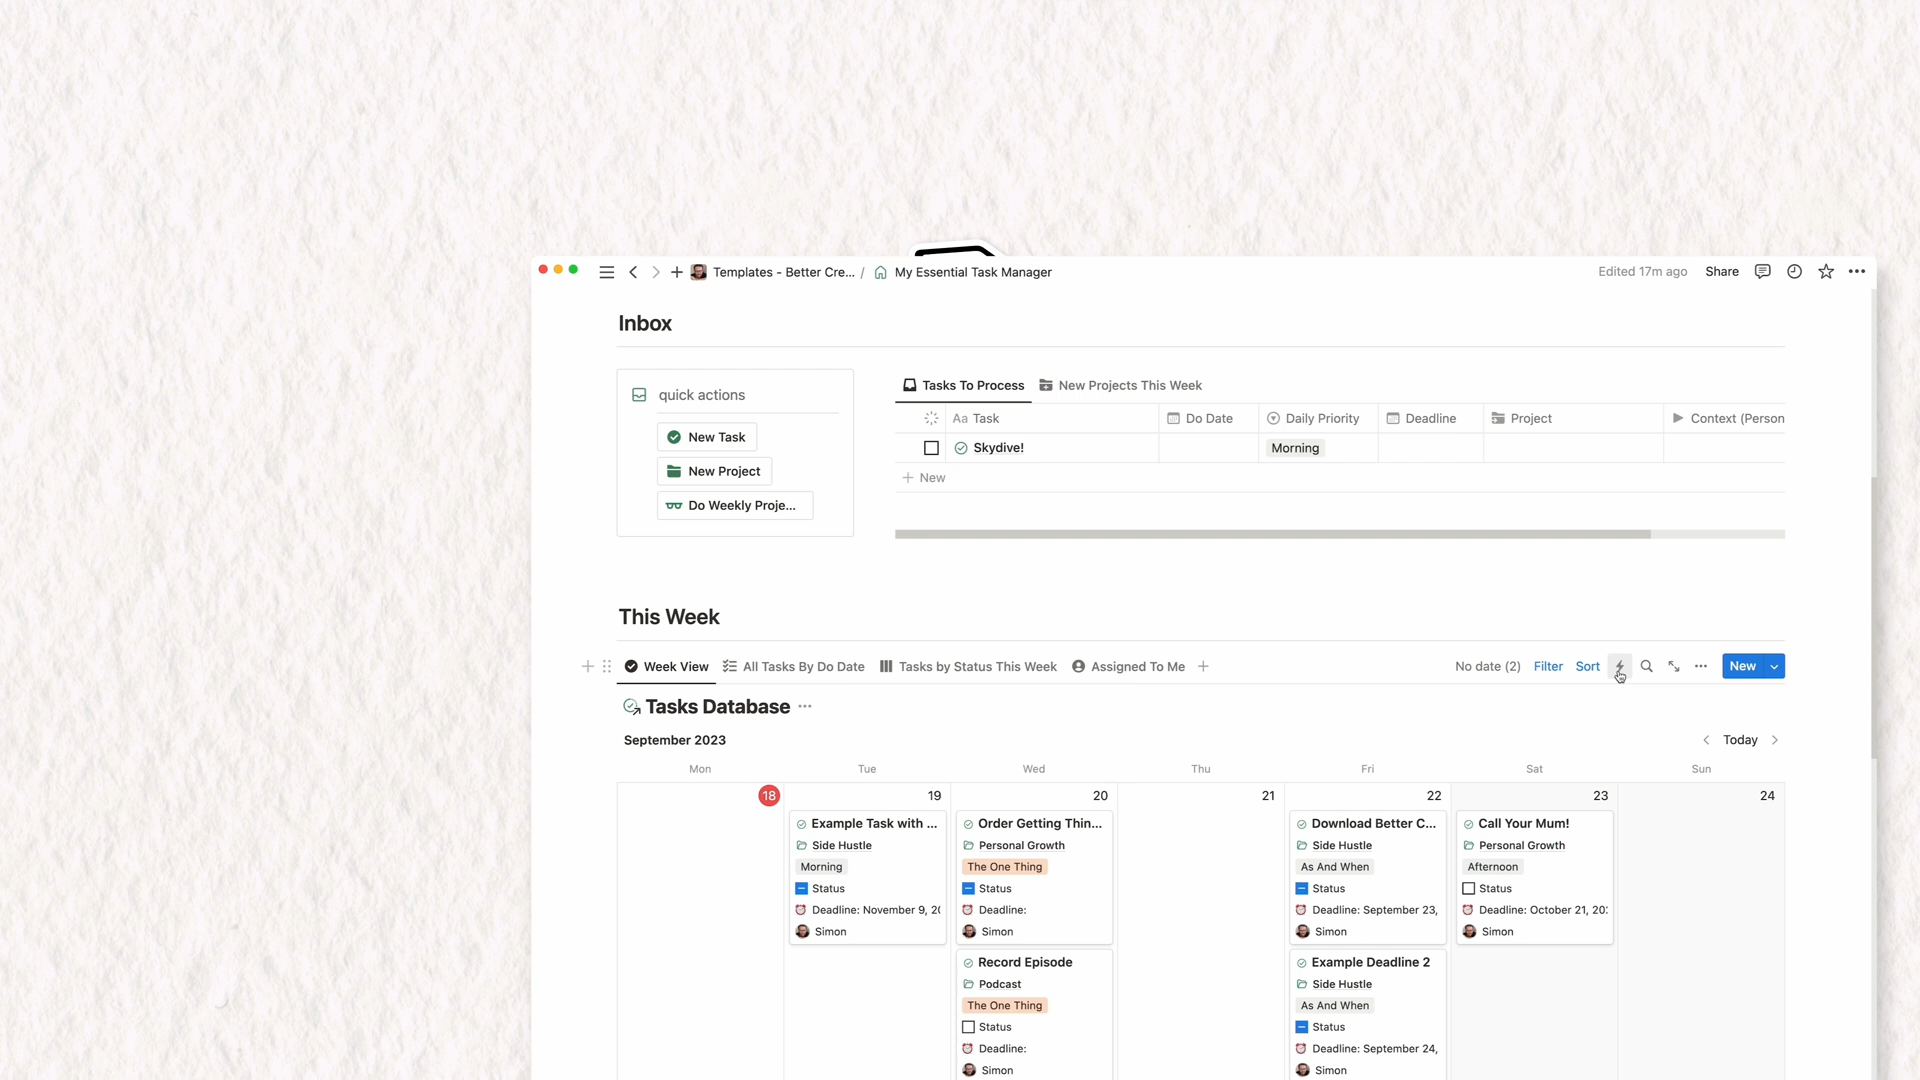 Templates - Better Cre... / My Essential Task Manager
Edited 17m ago Share
Inbox
quick actions
New Task
New Project
Do Weekly Proje...
Tasks To Process New Projects This Week
Aa Task Do Date Daily Priority Deadline Project Context (Person
Skydive! Morning
+ New
This Week
Week View All Tasks By Do Date Tasks by Status This Week Assigned To Me
No date (2) Filter Sort New
Tasks Database
September 2023
Today
Mon Tue Wed Thu Fri Sat Sun
18 19 20 21 22 23 24
Example Task with ...
Side Hustle
Morning
Status
Deadline: November 9, 20
Simon
Order Getting Thin...
Personal Growth
The One Thing
Status
Deadline:
Simon
Record Episode
Podcast
The One Thing
Status
Deadline:
Simon
Download Better C...
Side Hustle
As And When
Status
Deadline: September 23,
Simon
Example Deadline 2
Side Hustle
As And When
Status
Deadline: September 24,
Simon
Call Your Mum!
Personal Growth
Afternoon
Status
Deadline: October 21, 20
Simon